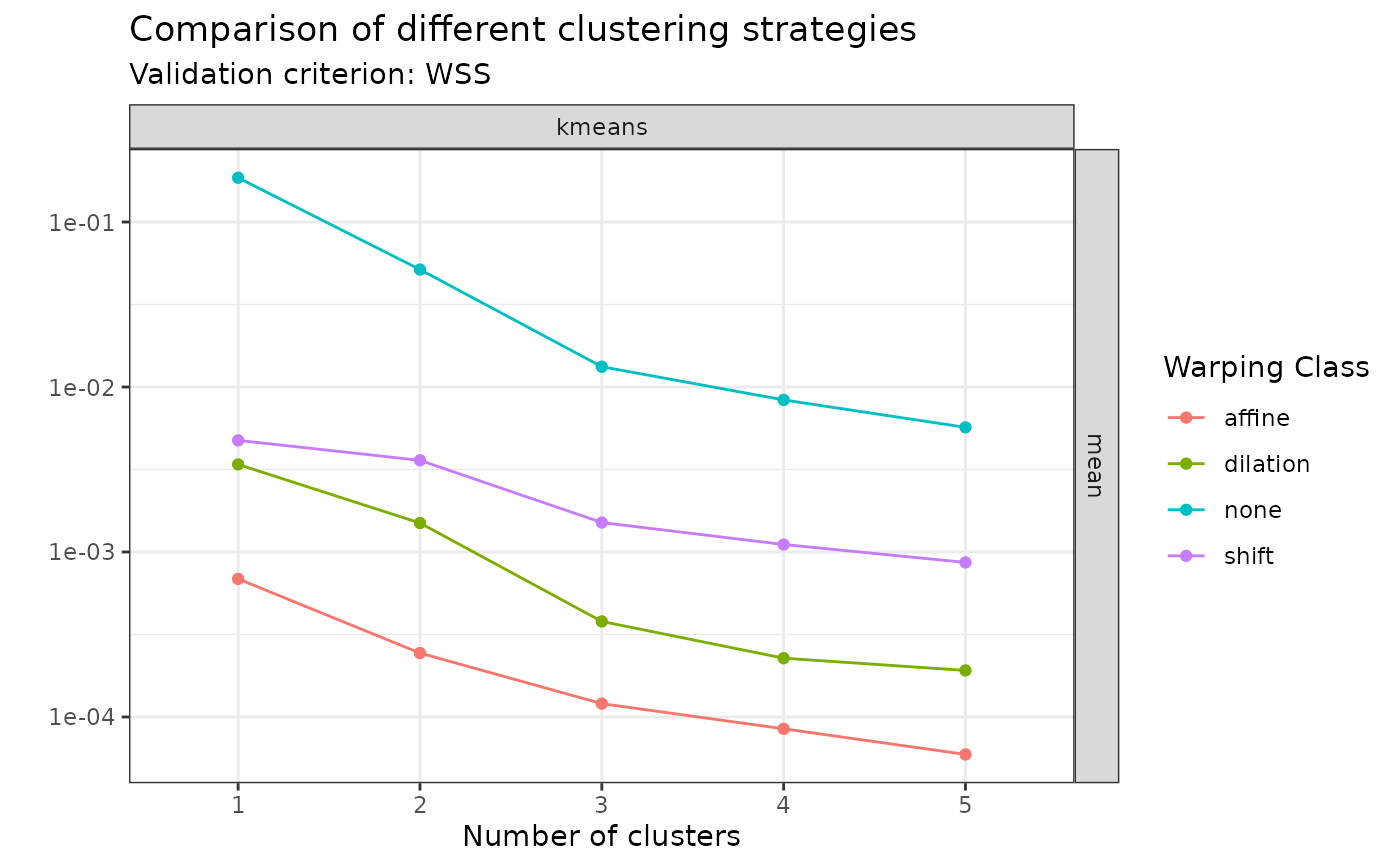 Comparison of different clustering strategies
Validation criterion: WSS
kmeans
1e-01
1e-02
1e-03
1e-04
mean
Warping Class
affine
dilation
none
shift
1 2 3 4 5
Number of clusters